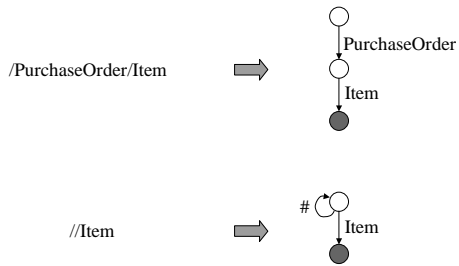 PurchaseOrder
/PurchaseOrder/Item
Item
#
//Item
Item